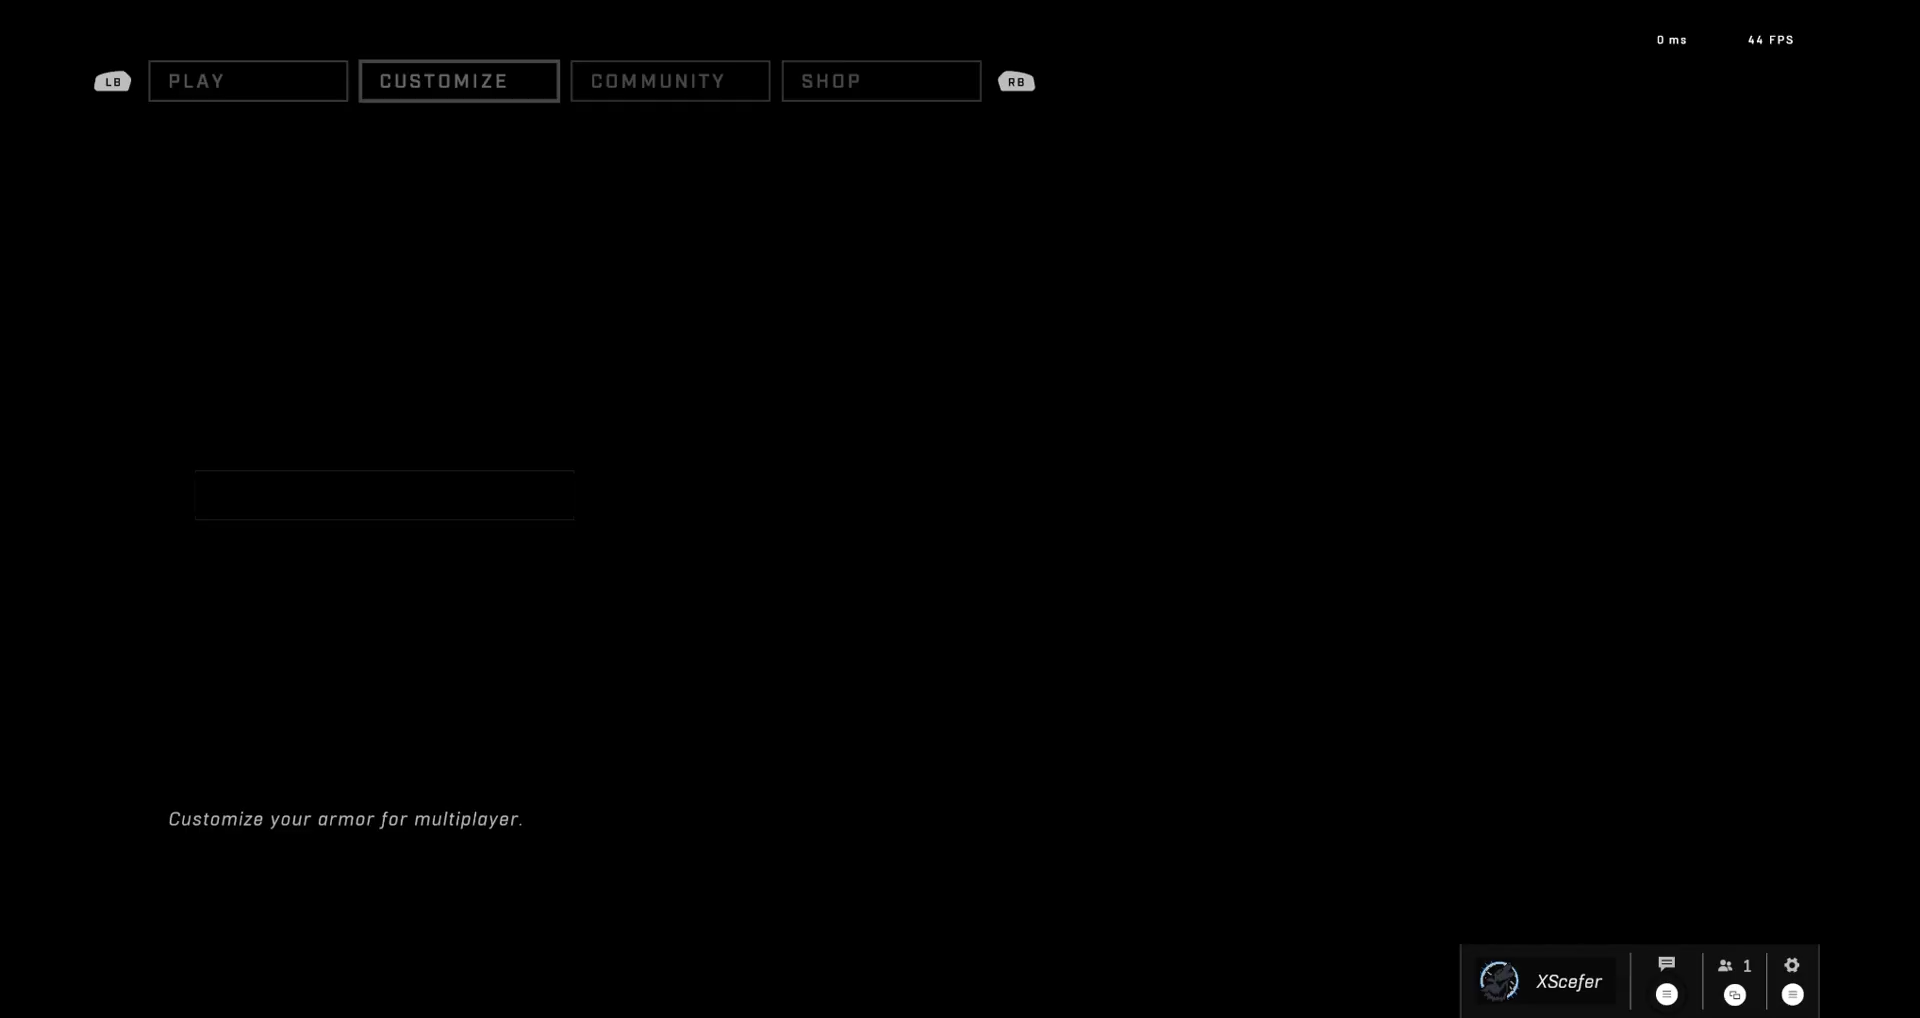 0 ms 44 FPS
LB PLAY CUSTOMIZE COMMUNITY SHOP RB
Customize your armor for multiplayer.
XScefer 1